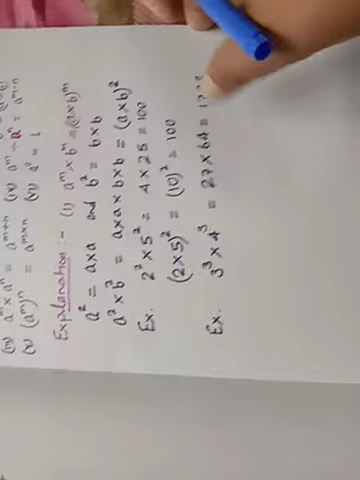 (iii) aᵐ × aⁿ = aᵐ⁺ⁿ (iv) aᵐ ÷ aⁿ = aᵐ⁻ⁿ
(v) (aᵐ)ⁿ = aᵐˣⁿ (vi) a⁰ = 1
Explanation :- (i) aᵐ × bᵐ = (a×b)ᵐ
a² = a×a and b² = b×b
a² × b² = a×a×b×b = (a×b)²
Ex. 2² × 5² = 4 × 25 = 100
(2×5)² = (10)² = 100
Ex. 3³ × 4³ = 27 × 64 =